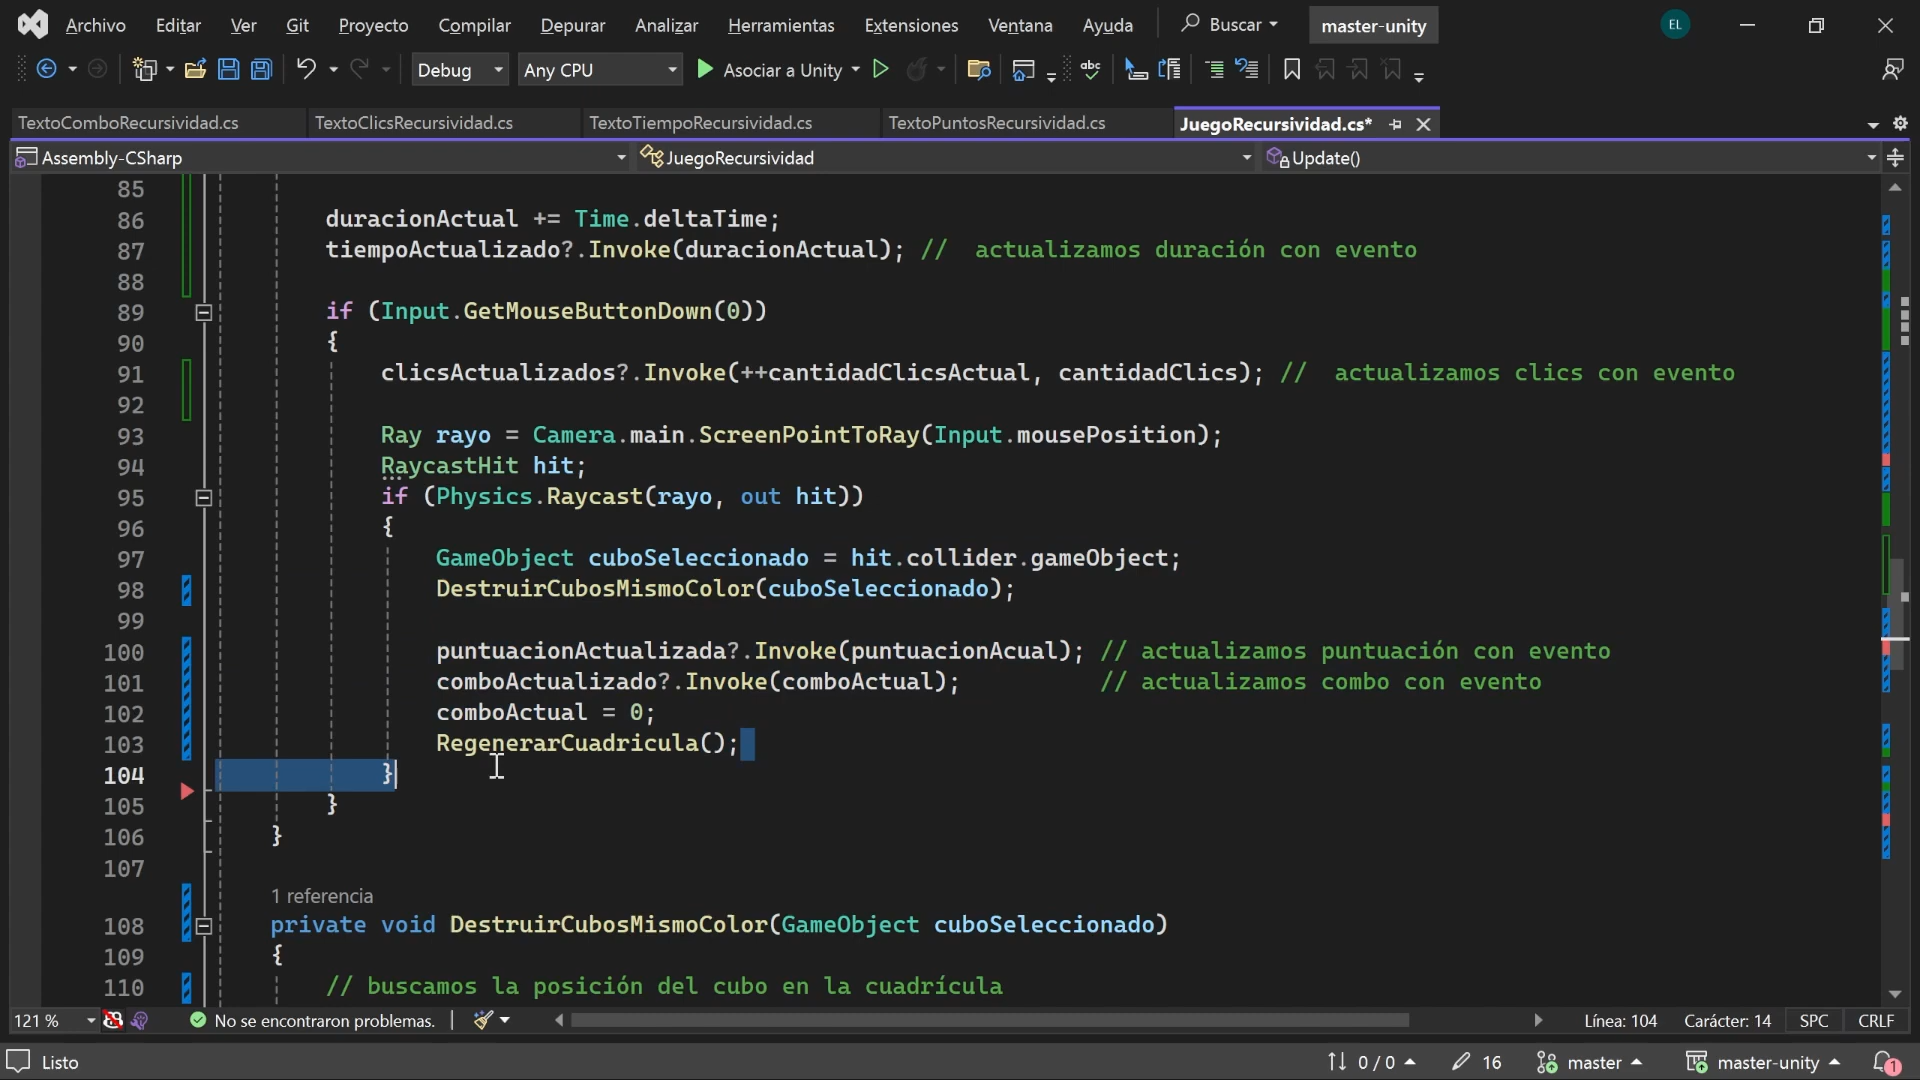 Archivo Editar Ver Git Proyecto Compilar Depurar Analizar Herramientas Extensiones Ventana Ayuda Buscar master-unity EL
Debug Any CPU Asociar a Unity abc
TextoComboRecursividad.cs TextoClicsRecursividad.cs TextoTiempoRecursividad.cs TextoPuntosRecursividad.cs JuegoRecursividad.cs*
Assembly-CSharp JuegoRecursividad Update()
85
86 duracionActual += Time.deltaTime;
87 tiempoActualizado?.Invoke(duracionActual); //  actualizamos duración con evento
88
89 if (Input.GetMouseButtonDown(0))
90 {
91 clicsActualizados?.Invoke(++cantidadClicsActual, cantidadClics); //  actualizamos clics con evento
92
93 Ray rayo = Camera.main.ScreenPointToRay(Input.mousePosition);
94 RaycastHit hit;
95 if (Physics.Raycast(rayo, out hit))
96 {
97 GameObject cuboSeleccionado = hit.collider.gameObject;
98 DestruirCubosMismoColor(cuboSeleccionado);
99
100 puntuacionActualizada?.Invoke(puntuacionAcual); // actualizamos puntuación con evento
101 comboActualizado?.Invoke(comboActual); // actualizamos combo con evento
102 comboActual = 0;
103 RegenerarCuadricula();
104 }
105 }
106 }
107
1 referencia
108 private void DestruirCubosMismoColor(GameObject cuboSeleccionado)
109 {
110 // buscamos la posición del cubo en la cuadrícula
121 % No se encontraron problemas. Línea: 104 Carácter: 14 SPC CRLF
Listo 0 / 0 16 master master-unity 1